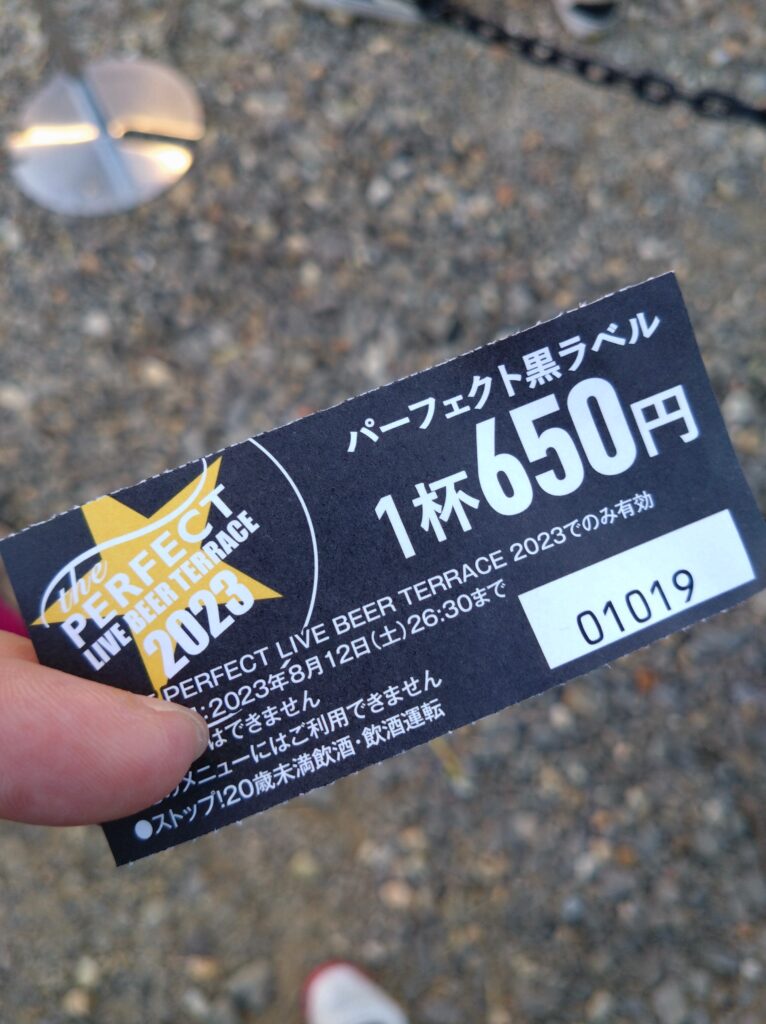 パーフェクト黒ラベル
1杯650円
the
PERFECT
LIVE BEER TERRACE
2023
PERFECT LIVE BEER TERRACE 2023でのみ有効
: 2023年8月12日(土)26:30まで
はできません
メニューにはご利用できません
●ストップ!20歳未満飲酒・飲酒運転
01019